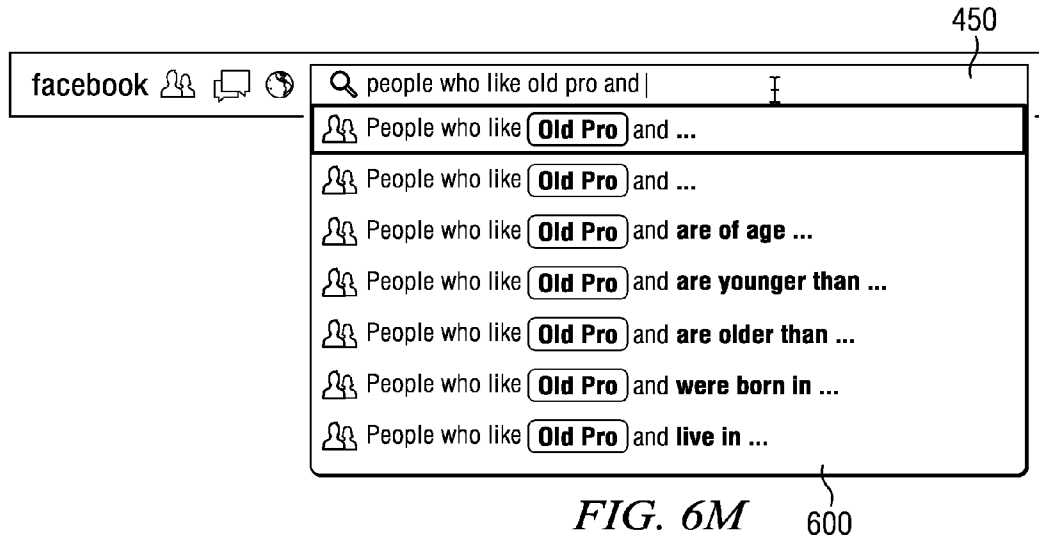 450
facebook people who like old pro and
People who like Old Pro and ...
People who like Old Pro and ...
People who like Old Pro and are of age ...
People who like Old Pro and are younger than ...
People who like Old Pro and are older than ...
People who like Old Pro and were born in ...
People who like Old Pro and live in ...
FIG. 6M 600